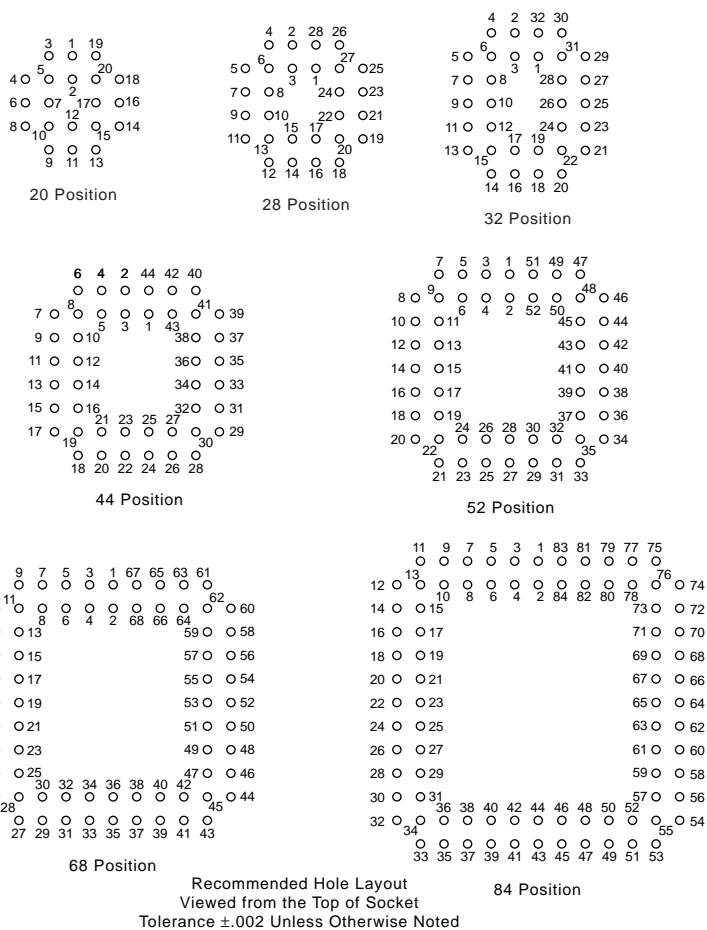 3 1 19
4 5 20 18
2
6 7 17 16
12
8 10 15 14
9 11 13
20 Position
4 2 28 26
5 6 27 25
3 1
7 8 24 23
9 10 22 21
15 17
11 13 20 19
12 14 16 18
28 Position
4 2 32 30
5 6 31 29
3 1
7 8 28 27
9 10 26 25
11 12 24 23
17 19
13 15 22 21
14 16 18 20
32 Position
6 4 2 44 42 40
7 8 41 39
5 3 1 43
9 10 38 37
11 12 36 35
13 14 34 33
15 16 32 31
21 23 25 27
17 19 30 29
18 20 22 24 26 28
44 Position
7 5 3 1 51 49 47
8 9 48 46
6 4 2 52 50
10 11 45 44
12 13 43 42
14 15 41 40
16 17 39 38
18 19 37 36
24 26 28 30 32
20 22 35 34
21 23 25 27 29 31 33
52 Position
9 7 5 3 1 67 65 63 61
11 62 60
8 6 4 2 68 66 64
13 59 58
15 57 56
17 55 54
19 53 52
21 51 50
23 49 48
25 47 46
30 32 34 36 38 40 42
28 45 44
27 29 31 33 35 37 39 41 43
68 Position
11 9 7 5 3 1 83 81 79 77 75
12 13 76 74
10 8 6 4 2 84 82 80 78
14 15 73 72
16 17 71 70
18 19 69 68
20 21 67 66
22 23 65 64
24 25 63 62
26 27 61 60
28 29 59 58
30 31 57 56
36 38 40 42 44 46 48 50 52
32 34 55 54
33 35 37 39 41 43 45 47 49 51 53
84 Position
Recommended Hole Layout
Viewed from the Top of Socket
Tolerance ±.002 Unless Otherwise Noted